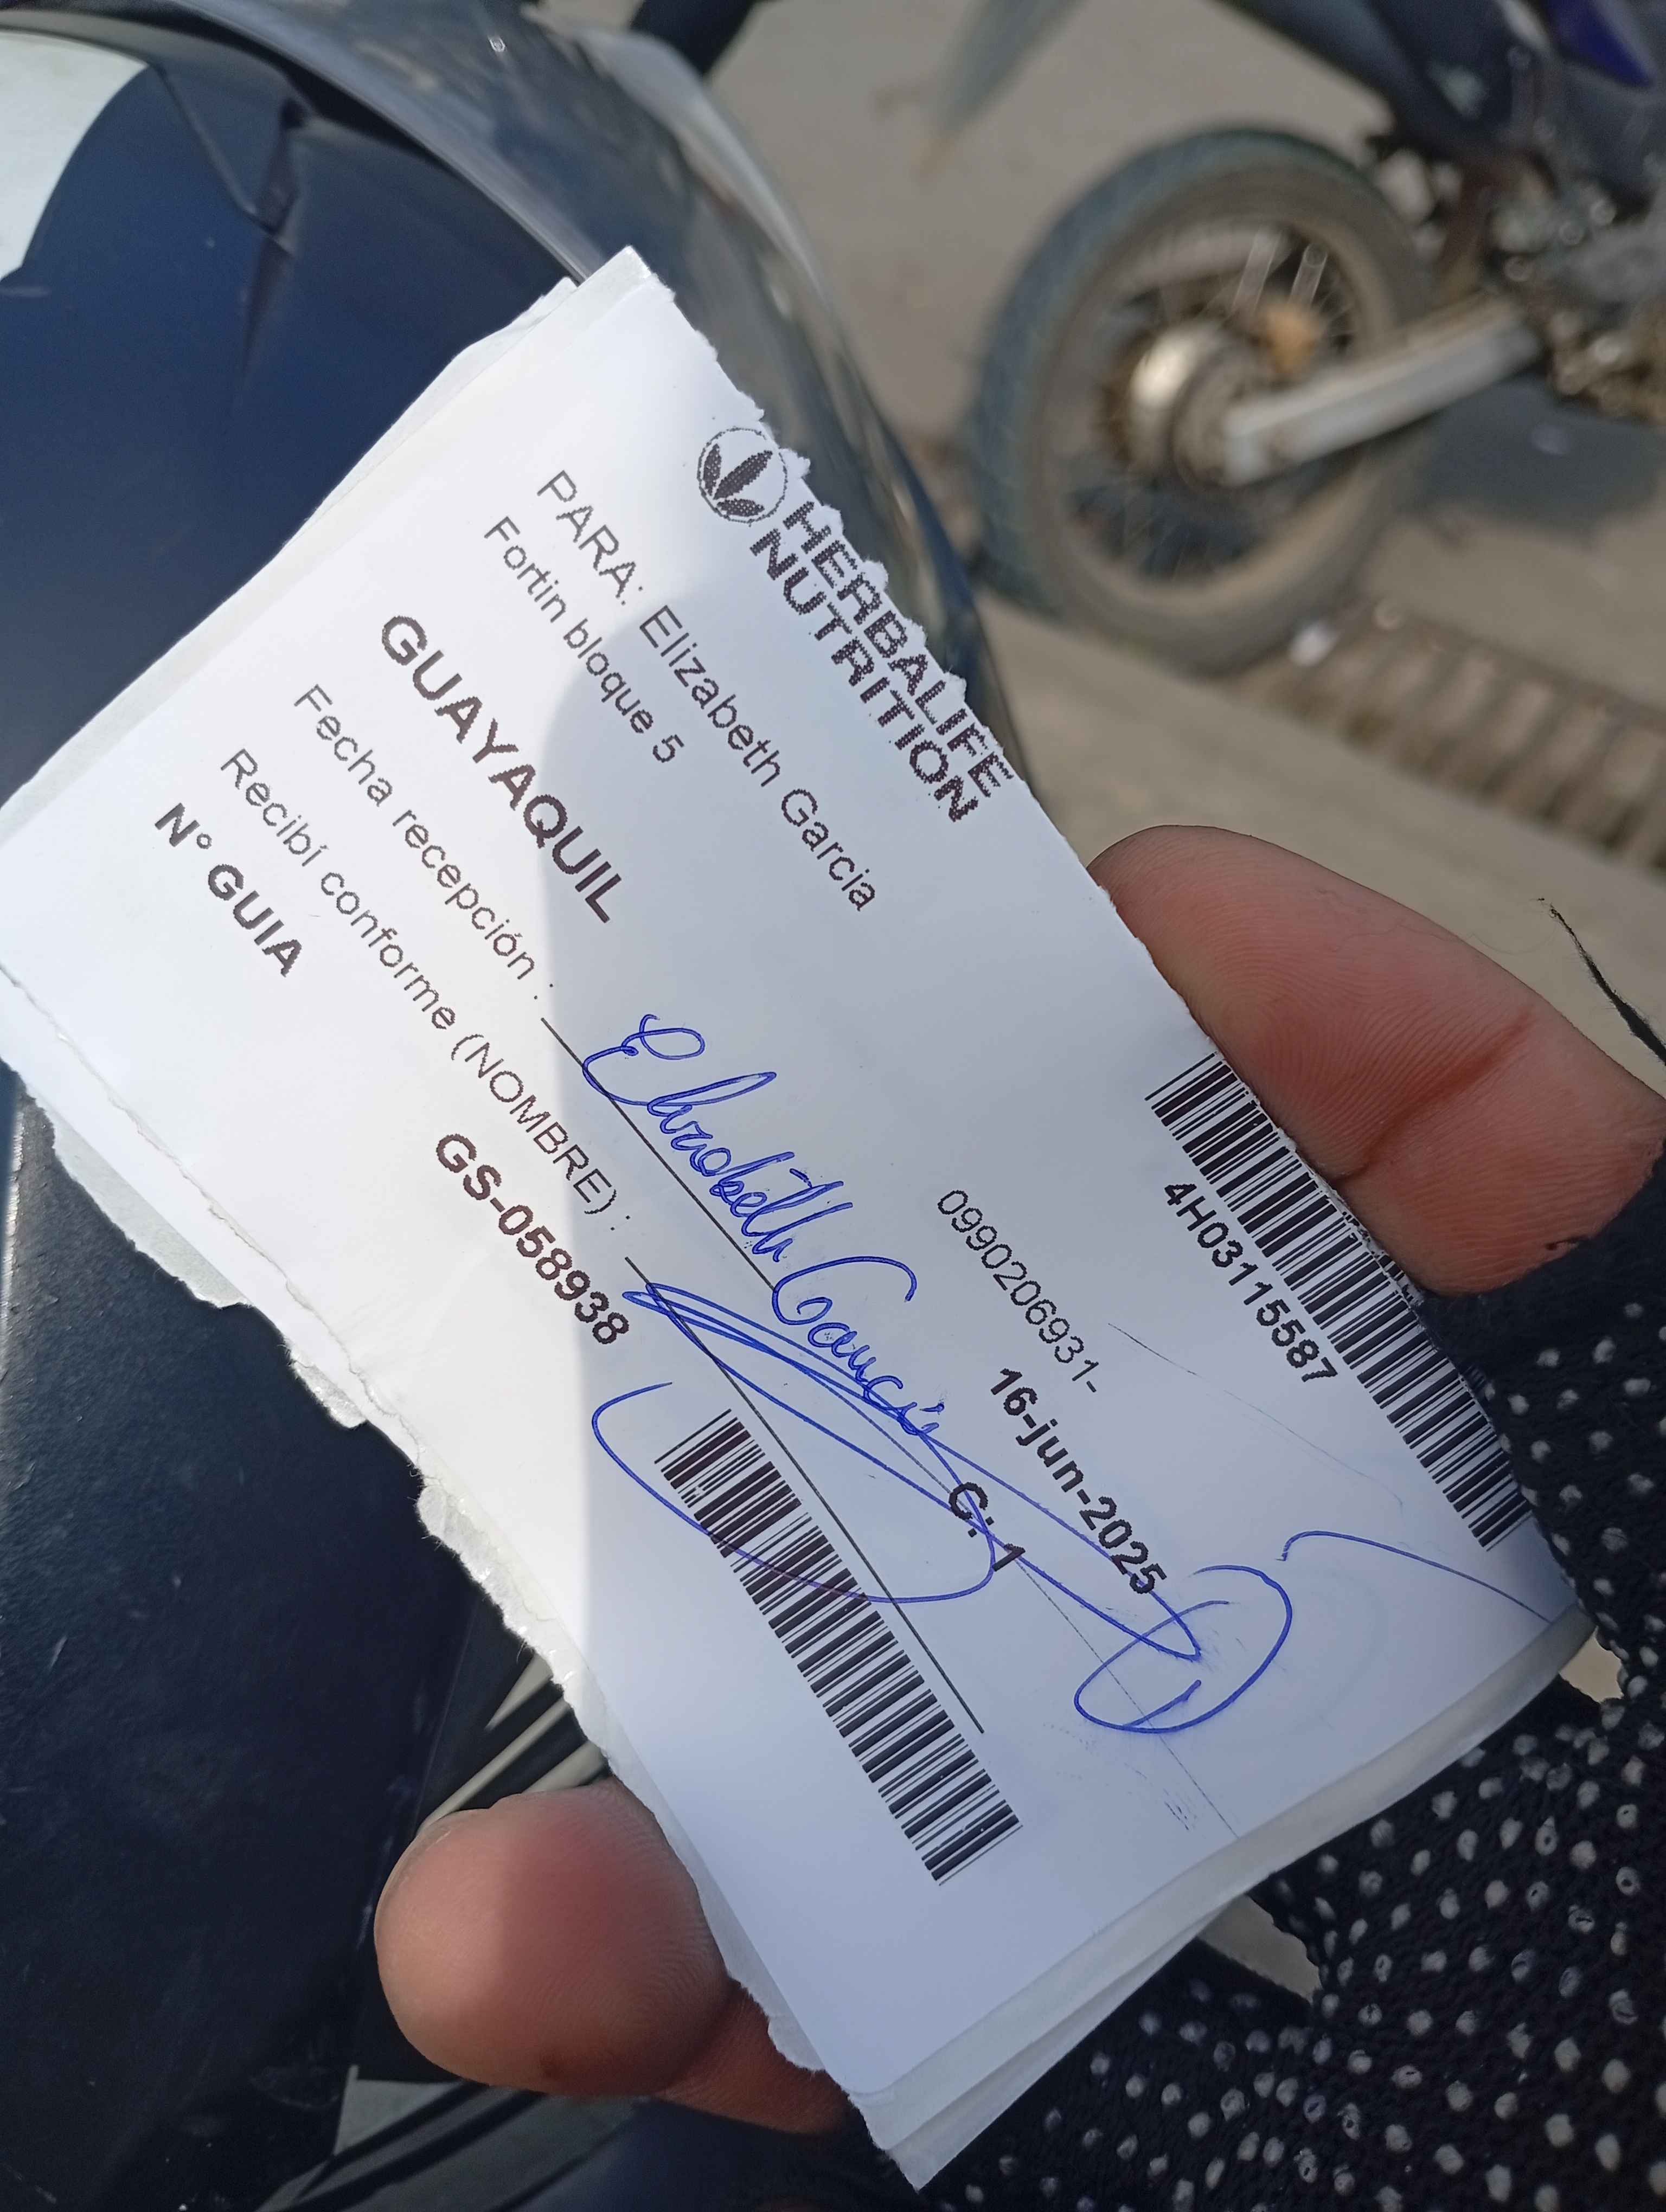 HERBALIFE
NUTRITION
4H03115587
PARA: Elizabeth Garcia
0990206931-
Fortin bloque 5
16-jun-2025
GUAYAQUIL
C: 1
Fecha recepción :
Elizabeth García
Recibí conforme (NOMBRE) :
N° GUIA
GS-058938